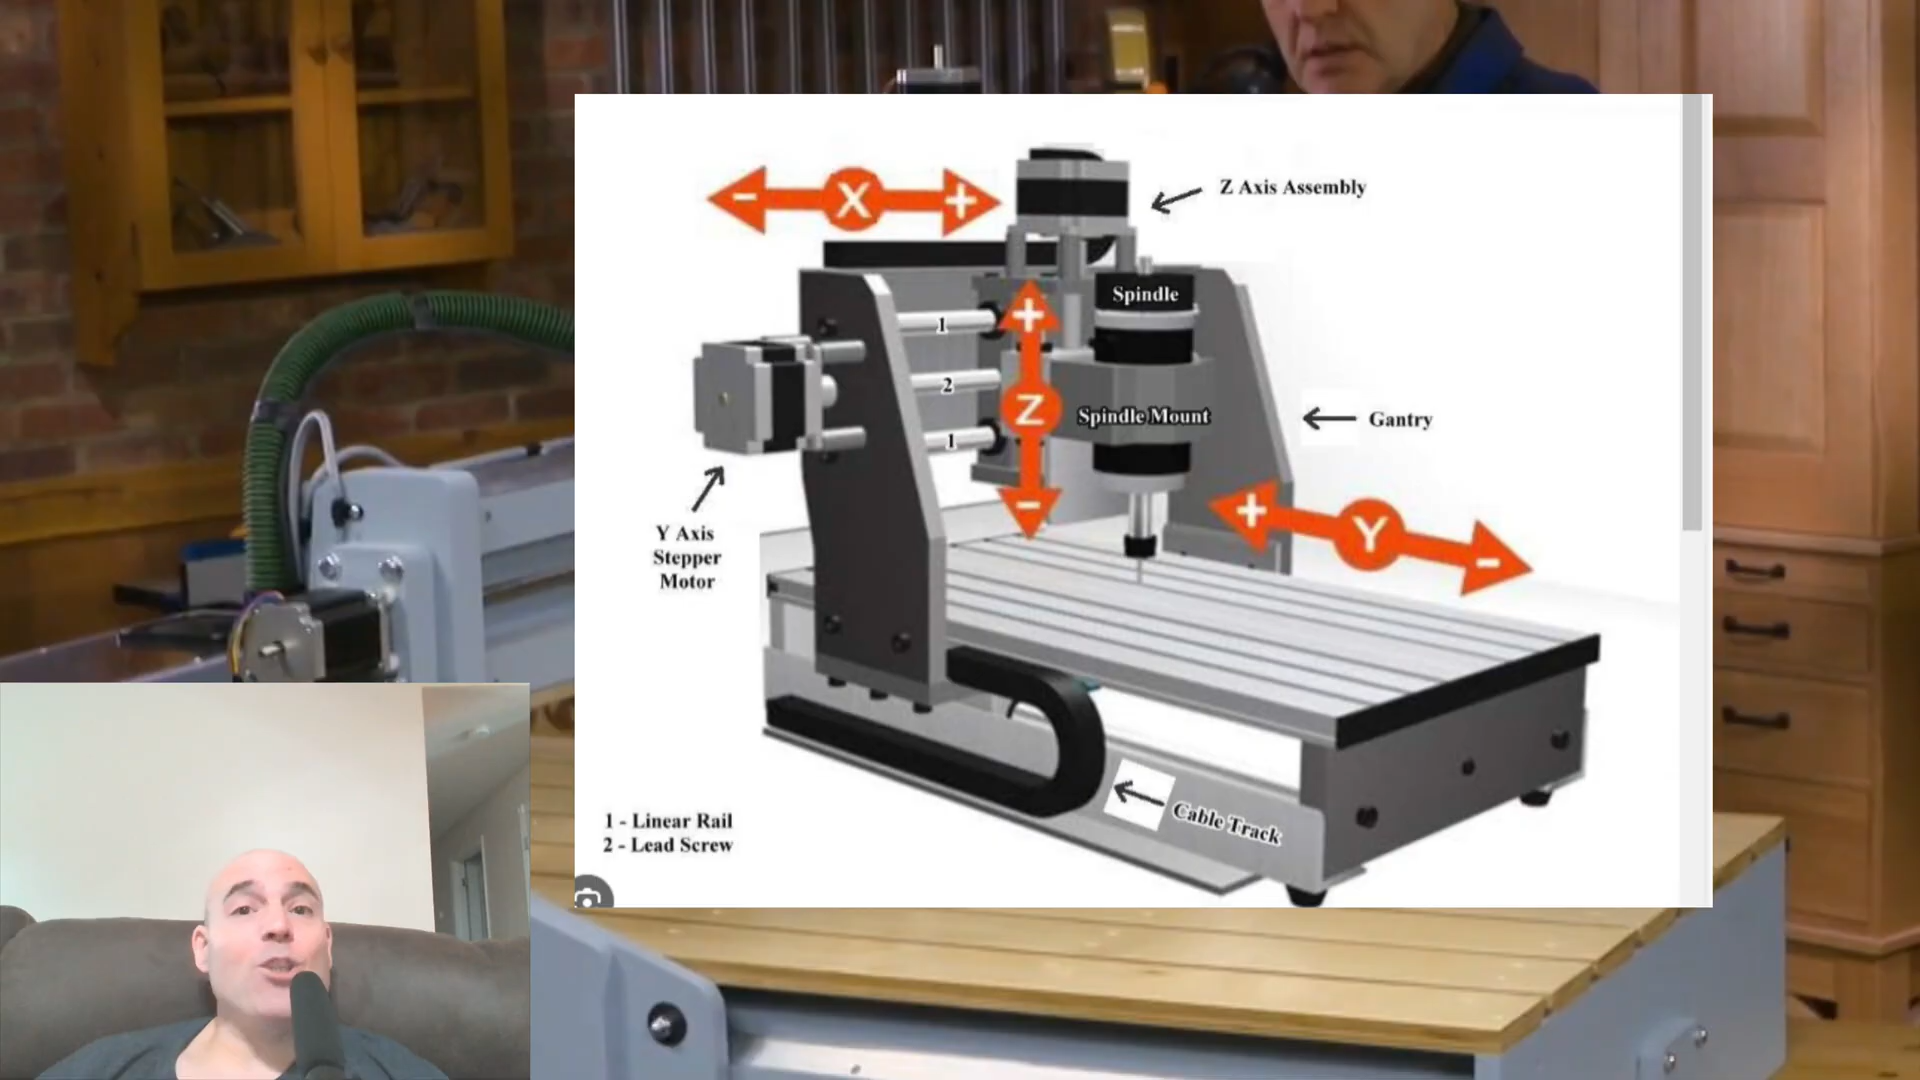 - X +
Z Axis Assembly
Spindle
+
1
2
Z
1
Spindle Mount
Gantry
-
+ Y -
Y Axis
Stepper
Motor
Cable Track
1 - Linear Rail
2 - Lead Screw